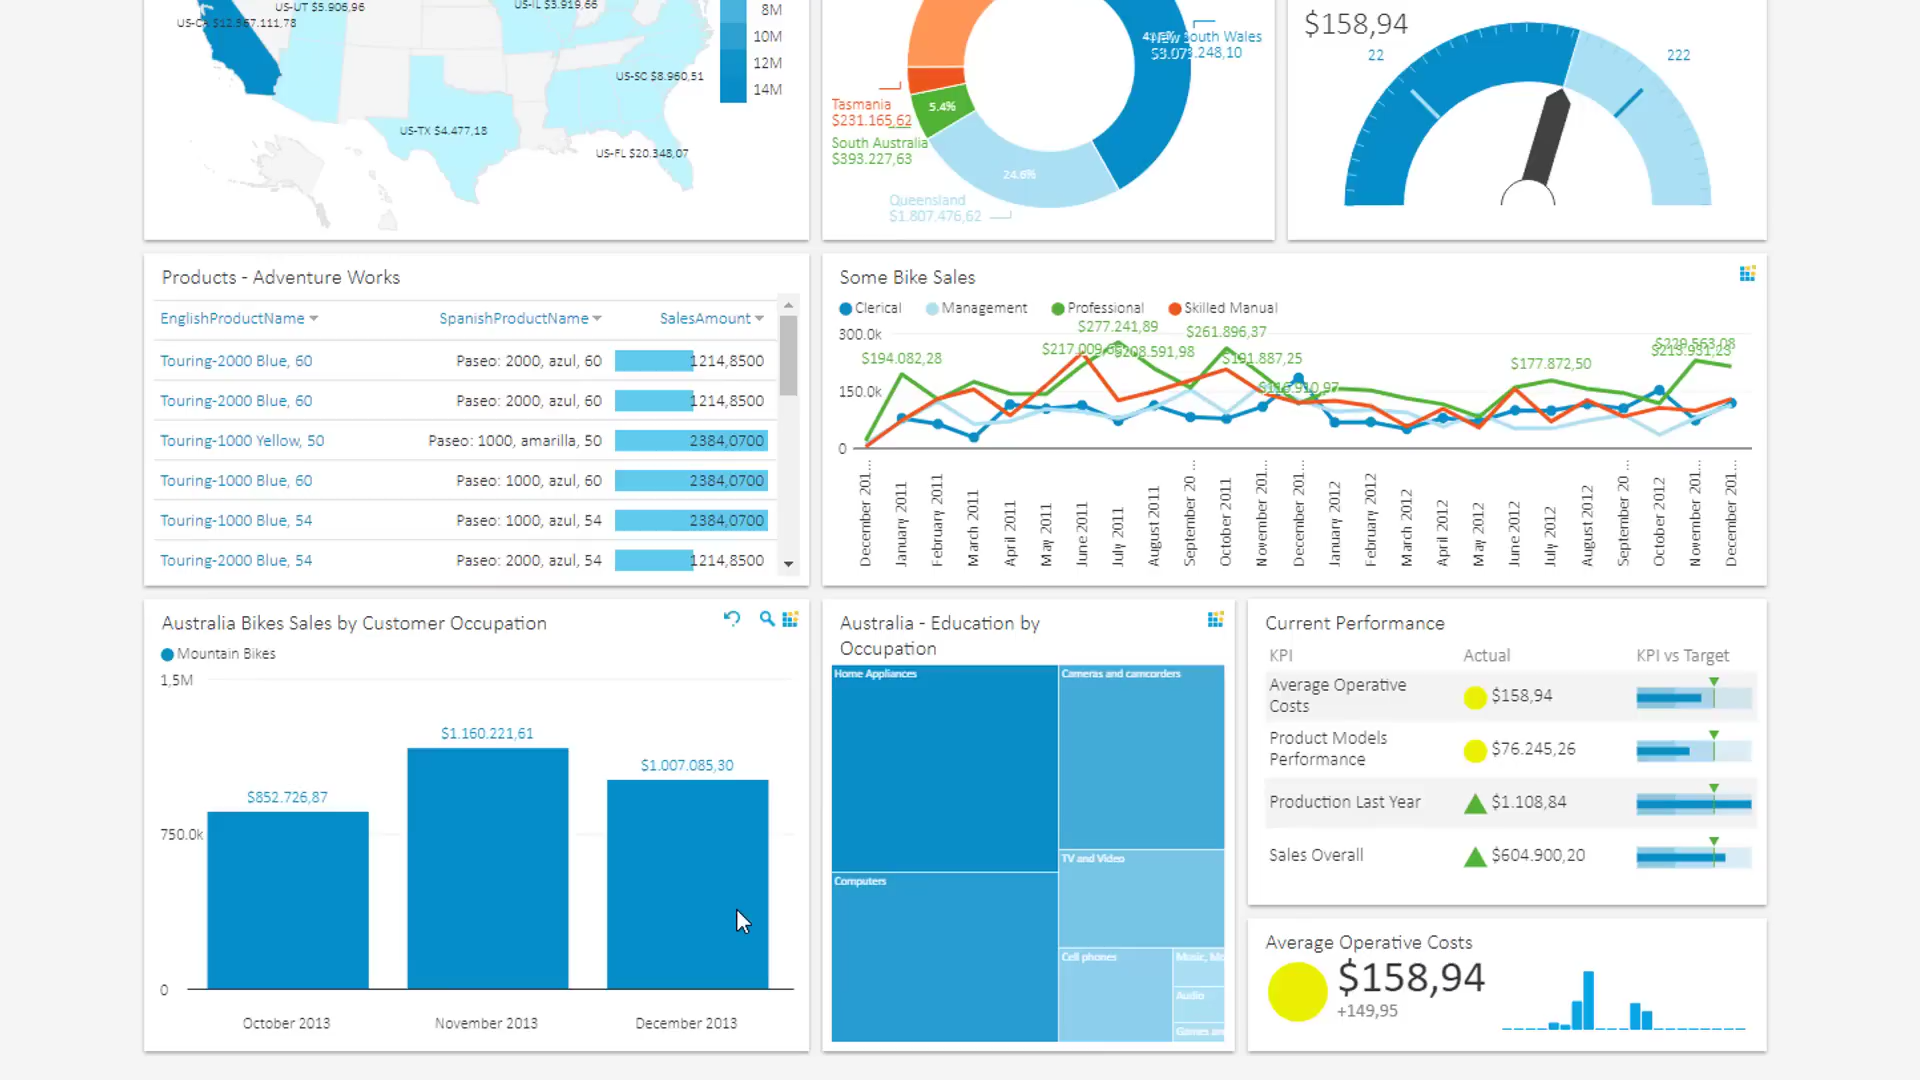 US-UT $5.906,96
US-IL $3.919,66
US-CA $12.967.111,78
US-SC $8.960,51
US-TX $4.477,18
US-FL $20.348,07
8M
10M
12M
14M
New South Wales
$3.073.248,10
Tasmania
$231.165,62
5.4%
South Australia
$393.227,63
24.6%
Queensland
$1.807.476,62
$158,94
22
222
Products - Adventure Works
EnglishProductName SpanishProductName SalesAmount
Touring-2000 Blue, 60 Paseo: 2000, azul, 60 1214,8500
Touring-2000 Blue, 60 Paseo: 2000, azul, 60 1214,8500
Touring-1000 Yellow, 50 Paseo: 1000, amarilla, 50 2384,0700
Touring-1000 Blue, 60 Paseo: 1000, azul, 60 2384,0700
Touring-1000 Blue, 54 Paseo: 1000, azul, 54 2384,0700
Touring-2000 Blue, 54 Paseo: 2000, azul, 54 1214,8500
Some Bike Sales
Clerical Management Professional Skilled Manual
300.0k
150.0k
0
$194.082,28
$277.241,89
$208.591,98
$261.896,37
$191.887,25
$177.872,50
$229.563,08
December 201...
January 2011
February 2011
March 2011
April 2011
May 2011
June 2011
July 2011
August 2011
September 20...
October 2011
November 201...
December 201...
January 2012
February 2012
March 2012
April 2012
May 2012
June 2012
July 2012
August 2012
September 20...
October 2012
November 201...
December 201...
Australia Bikes Sales by Customer Occupation
Mountain Bikes
1,5M
750.0k
0
$852.726,87
$1.160.221,61
$1.007.085,30
October 2013 November 2013 December 2013
Australia - Education by
Occupation
Home Appliances
Cameras and camcorders
Computers
TV and Video
Cell phones
Music, Mo
Audio
Games an
Current Performance
KPI Actual KPI vs Target
Average Operative
Costs
$158,94
Product Models
Performance
$76.245,26
Production Last Year $1.108,84
Sales Overall $604.900,20
Average Operative Costs
$158,94
+149,95